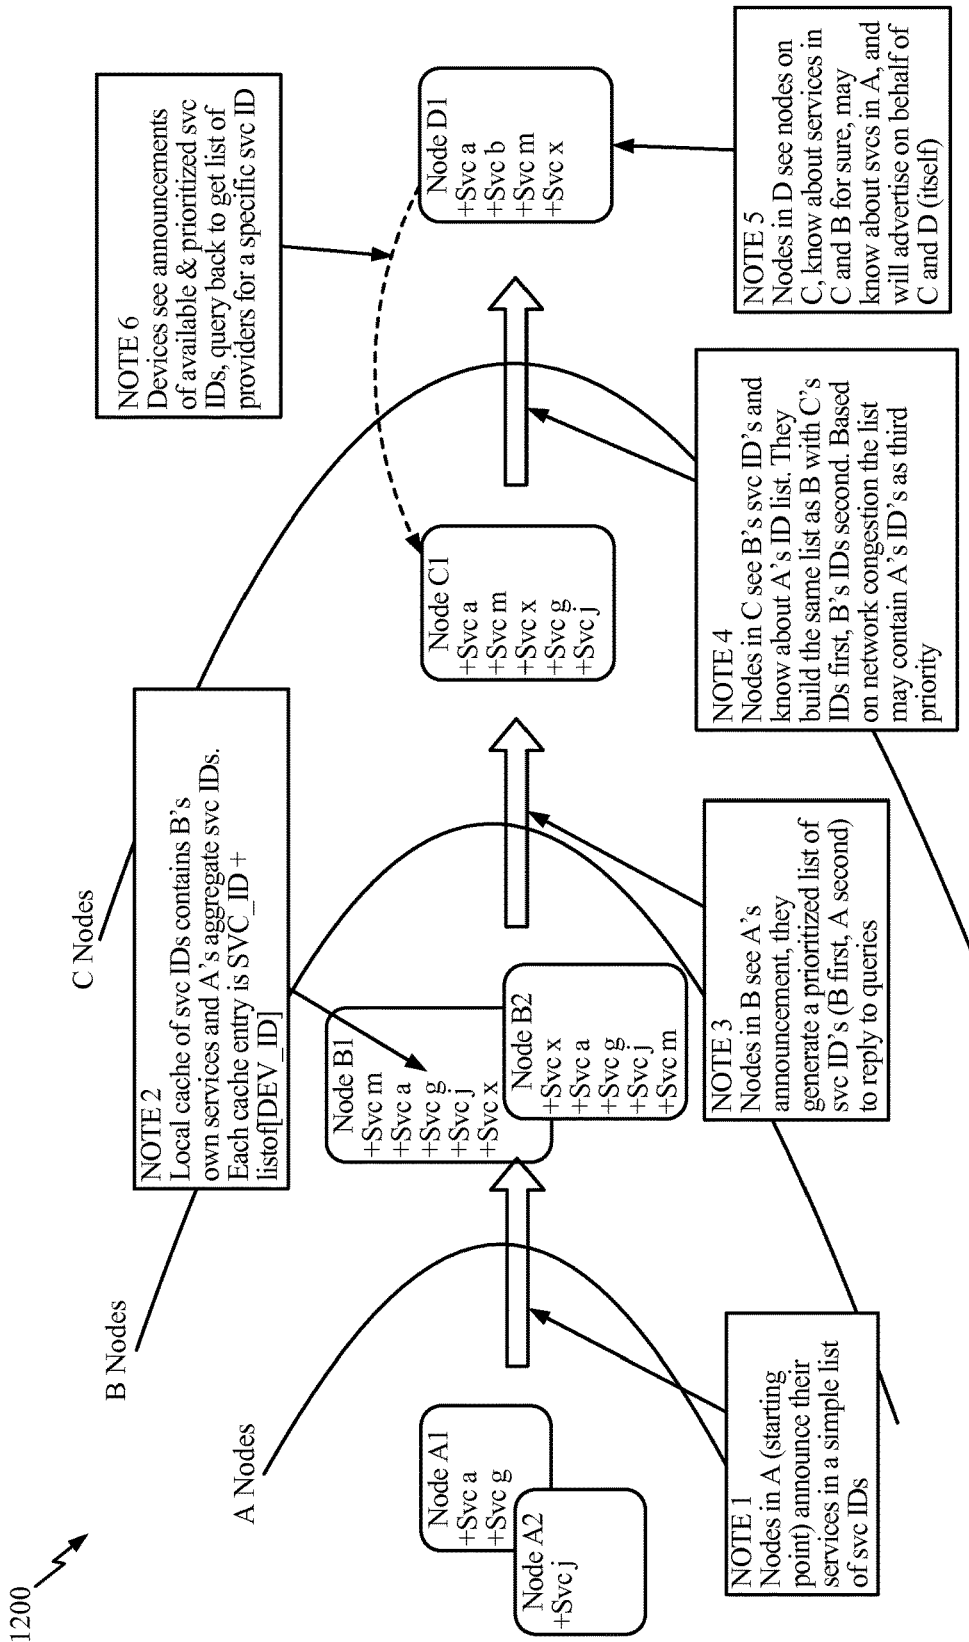 1200
A Nodes
B Nodes
C Nodes
NOTE 2
Local cache of svc IDs contains B's
own services and A's aggregate svc IDs.
Each cache entry is SVC_ID +
listof[DEV_ID]
NOTE 6
Devices see announcements
of available & prioritized svc
IDs, query back to get list of
providers for a specific svc ID
Node A1
+Svc a
+Svc g
Node A2
+Svc j
Node B1
+Svc m
+Svc a
+Svc g
+Svc j
+Svc x
Node B2
+Svc x
+Svc a
+Svc g
+Svc j
+Svc m
Node C1
+Svc a
+Svc m
+Svc x
+Svc g
+Svc j
Node D1
+Svc a
+Svc b
+Svc m
+Svc x
NOTE 1
Nodes in A (starting
point) announce their
services in a simple list
of svc IDs
NOTE 3
Nodes in B see A's
announcement, they
generate a prioritized list of
svc ID's (B first, A second)
to reply to queries
NOTE 4
Nodes in C see B's svc ID's and
know about A's ID list. They
build the same list as B with C's
IDs first, B's IDs second. Based
on network congestion the list
may contain A's ID's as third
priority
NOTE 5
Nodes in D see nodes on
C, know about services in
C and B for sure, may
know about svcs in A, and
will advertise on behalf of
C and D (itself)